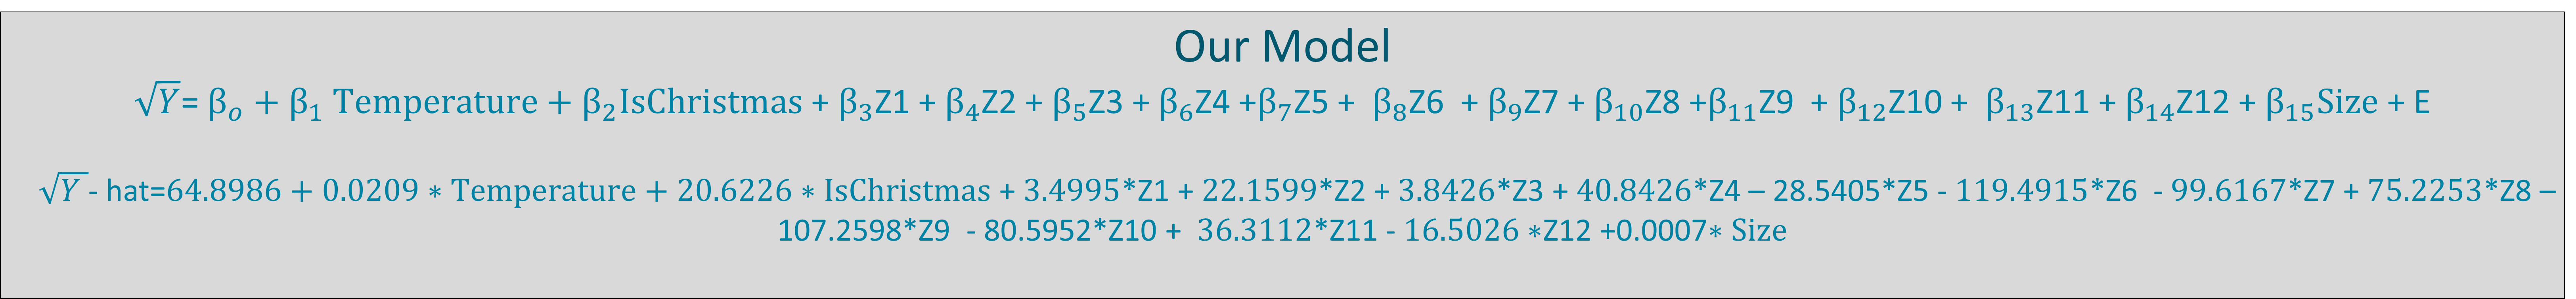 Our Model
√Y= β₀ + β₁ Temperature + β₂IsChristmas + β₃Z1 + β₄Z2 + β₅Z3 + β₆Z4 +β₇Z5 + β₈Z6 + β₉Z7 + β₁₀Z8 +β₁₁Z9 + β₁₂Z10 + β₁₃Z11 + β₁₄Z12 + β₁₅Size + E
√Y - hat=64.8986 + 0.0209 ∗ Temperature + 20.6226 ∗ IsChristmas + 3.4995*Z1 + 22.1599*Z2 + 3.8426*Z3 + 40.8426*Z4 – 28.5405*Z5 - 119.4915*Z6 - 99.6167*Z7 + 75.2253*Z8 –
107.2598*Z9 - 80.5952*Z10 + 36.3112*Z11 - 16.5026 ∗Z12 +0.0007∗ Size